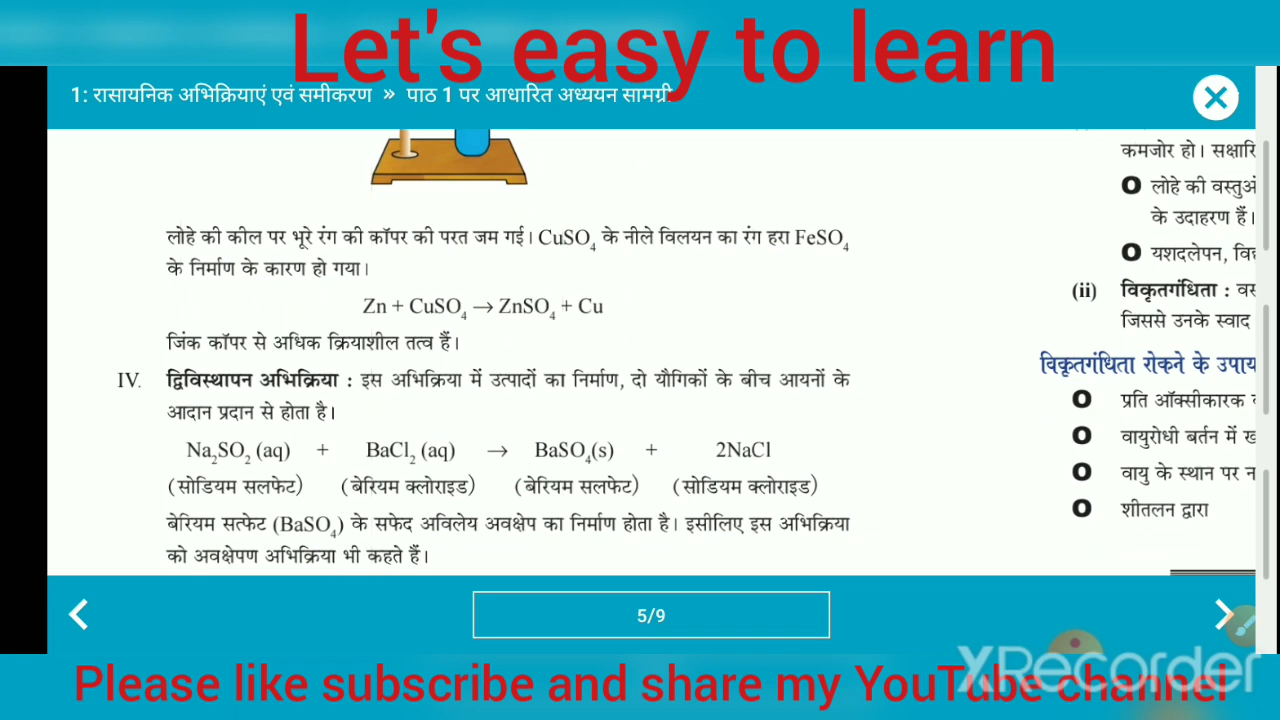 Let's easy to learn
1: रासायनिक अभिक्रियाएं एवं समीकरण » पाठ 1 पर आधारित अध्ययन सामग्री
लोहे की कील पर भूरे रंग की कॉपर की परत जम गई। CuSO₄ के नीले विलयन का रंग हरा FeSO₄
के निर्माण के कारण हो गया।
Zn + CuSO₄ → ZnSO₄ + Cu
जिंक कॉपर से अधिक क्रियाशील तत्व हैं।
IV. द्विविस्थापन अभिक्रिया : इस अभिक्रिया में उत्पादों का निर्माण, दो यौगिकों के बीच आयनों के
आदान प्रदान से होता है।
Na₂SO₂ (aq) + BaCl₂ (aq) → BaSO₄(s) + 2NaCl
(सोडियम सलफेट) (बेरियम क्लोराइड) (बेरियम सलफेट) (सोडियम क्लोराइड)
बेरियम सत्फेट (BaSO₄) के सफेद अविलेय अवक्षेप का निर्माण होता है। इसीलिए इस अभिक्रिया
को अवक्षेपण अभिक्रिया भी कहते हैं।
कमजोर हो। सक्षारि
लोहे की वस्तुओं
के उदाहरण हैं।
यशदलेपन,
(ii) विकृतगंधिता :
जिससे उनके स्वाद
विकृतगंधिता रोकने के उपाय
प्रति ऑक्सीकारक
वायुरोधी बर्तन में
वायु के स्थान पर
शीतलन द्वारा
5/9
XRecorder
Please like subscribe and share my YouTube channel